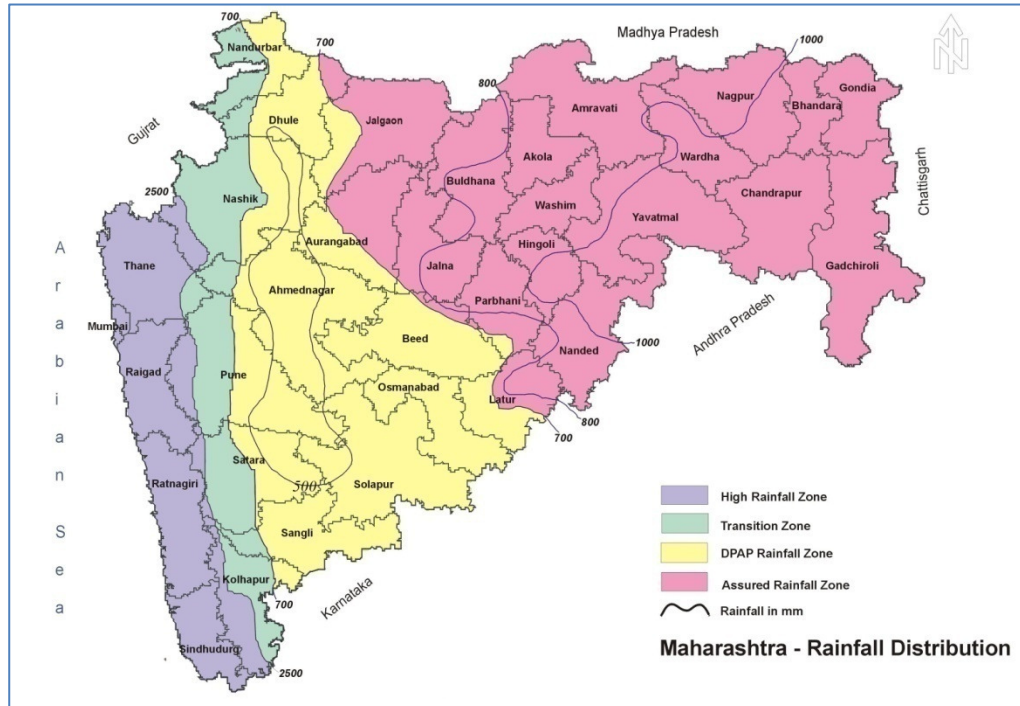 700
Nandurbar
700
Madhya Pradesh
1000
N
Gujrat
Dhule
Jalgaon
800
Amravati
Nagpur
Bhandara
Gondia
Akola
Wardha
Buldhana
2500
Nashik
Washim
Chandrapur
Chattisgarh
Yavatmal
Aurangabad
Hingoli
Thane
Jalna
Gadchiroli
Ahmednagar
Parbhani
Andhra Pradesh
Mumbai
Beed
Nanded
1000
Raigad
Pune
Osmanabad
Latur
800
700
Satara
Ratnagiri
500
Solapur
Sangli
Kolhapur
Karnataka
700
Sindhudurg
2500
Arabian Sea
High Rainfall Zone
Transition Zone
DPAP Rainfall Zone
Assured Rainfall Zone
Rainfall in mm
Maharashtra - Rainfall Distribution